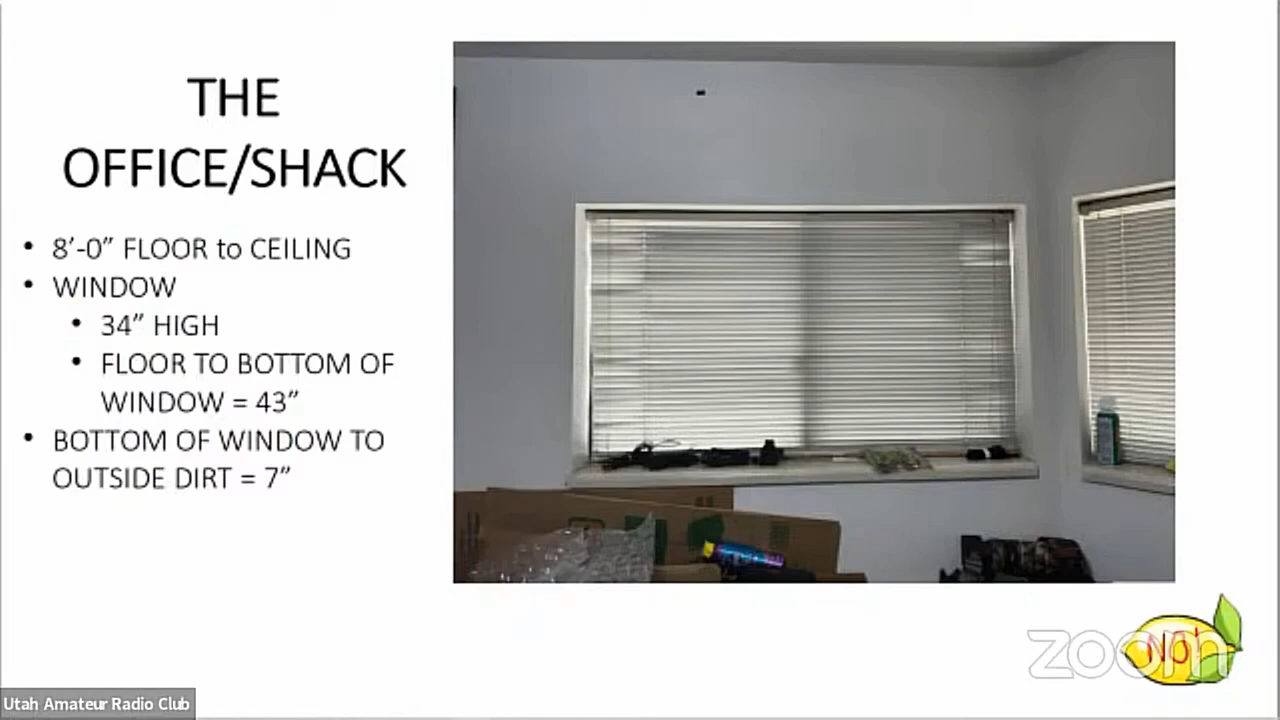 THE
OFFICE/SHACK
• 8’-0” FLOOR to CEILING
• WINDOW
• 34” HIGH
• FLOOR TO BOTTOM OF
WINDOW = 43”
• BOTTOM OF WINDOW TO
OUTSIDE DIRT = 7”
zoom
NO!
Utah Amateur Radio Club